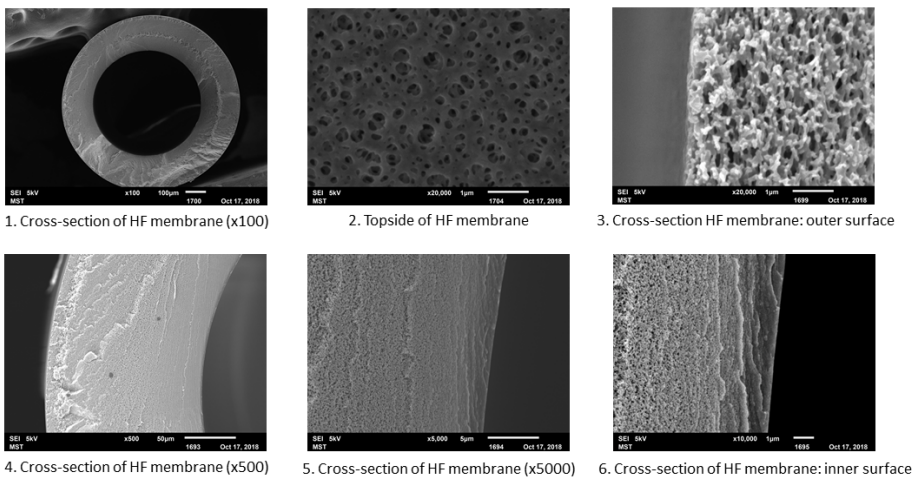 SEI 5kV x100 100μm Oct 17, 2018
MST 1700
1. Cross-section of HF membrane (x100)
SEI 5kV x20,000 1μm Oct 17, 2018
MST 1704
2. Topside of HF membrane
SEI 5kV x20,000 1μm Oct 17, 2018
MST 1699
3. Cross-section HF membrane: outer surface
SEI 5kV x500 50μm Oct 17, 2018
MST 1693
4. Cross-section of HF membrane (x500)
SEI 5kV x5,000 5μm Oct 17, 2018
MST 1694
5. Cross-section of HF membrane (x5000)
SEI 5kV x10,000 1μm Oct 17, 2018
MST 1695
6. Cross-section of HF membrane: inner surface